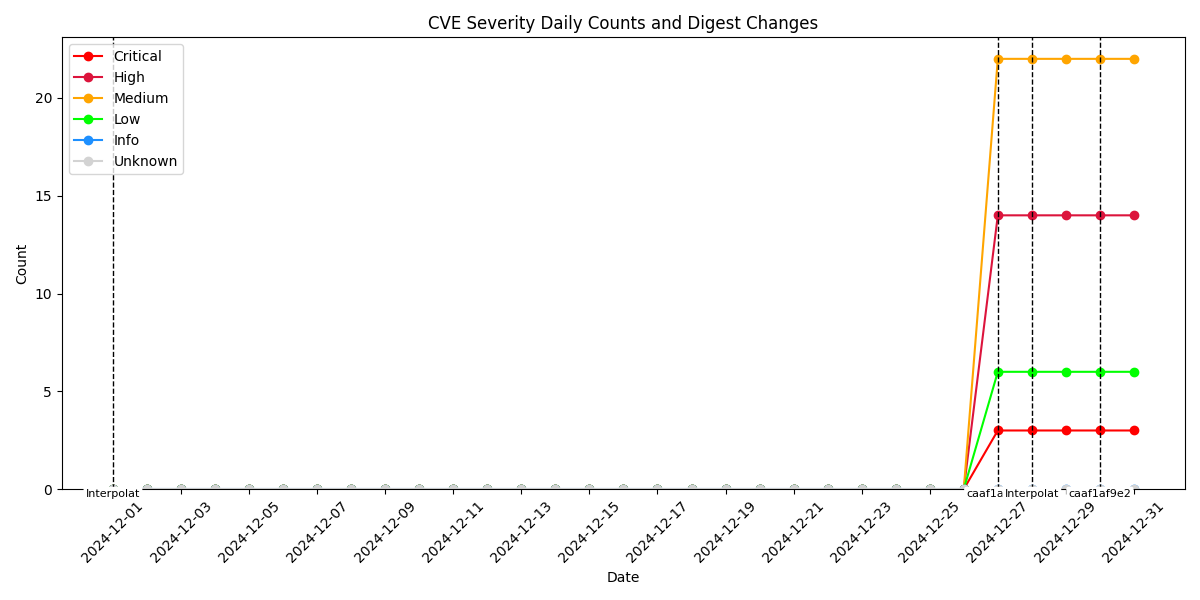 CVE Severity Daily Counts and Digest Changes
Critical
High
Medium
Low
Info
Unknown
Count
20
15
10
5
0
Interpolat
caaf1a
Interpolat
caaf1af9e2
2024-12-01
2024-12-03
2024-12-05
2024-12-07
2024-12-09
2024-12-11
2024-12-13
2024-12-15
2024-12-17
2024-12-19
2024-12-21
2024-12-23
2024-12-25
2024-12-27
2024-12-29
2024-12-31
Date